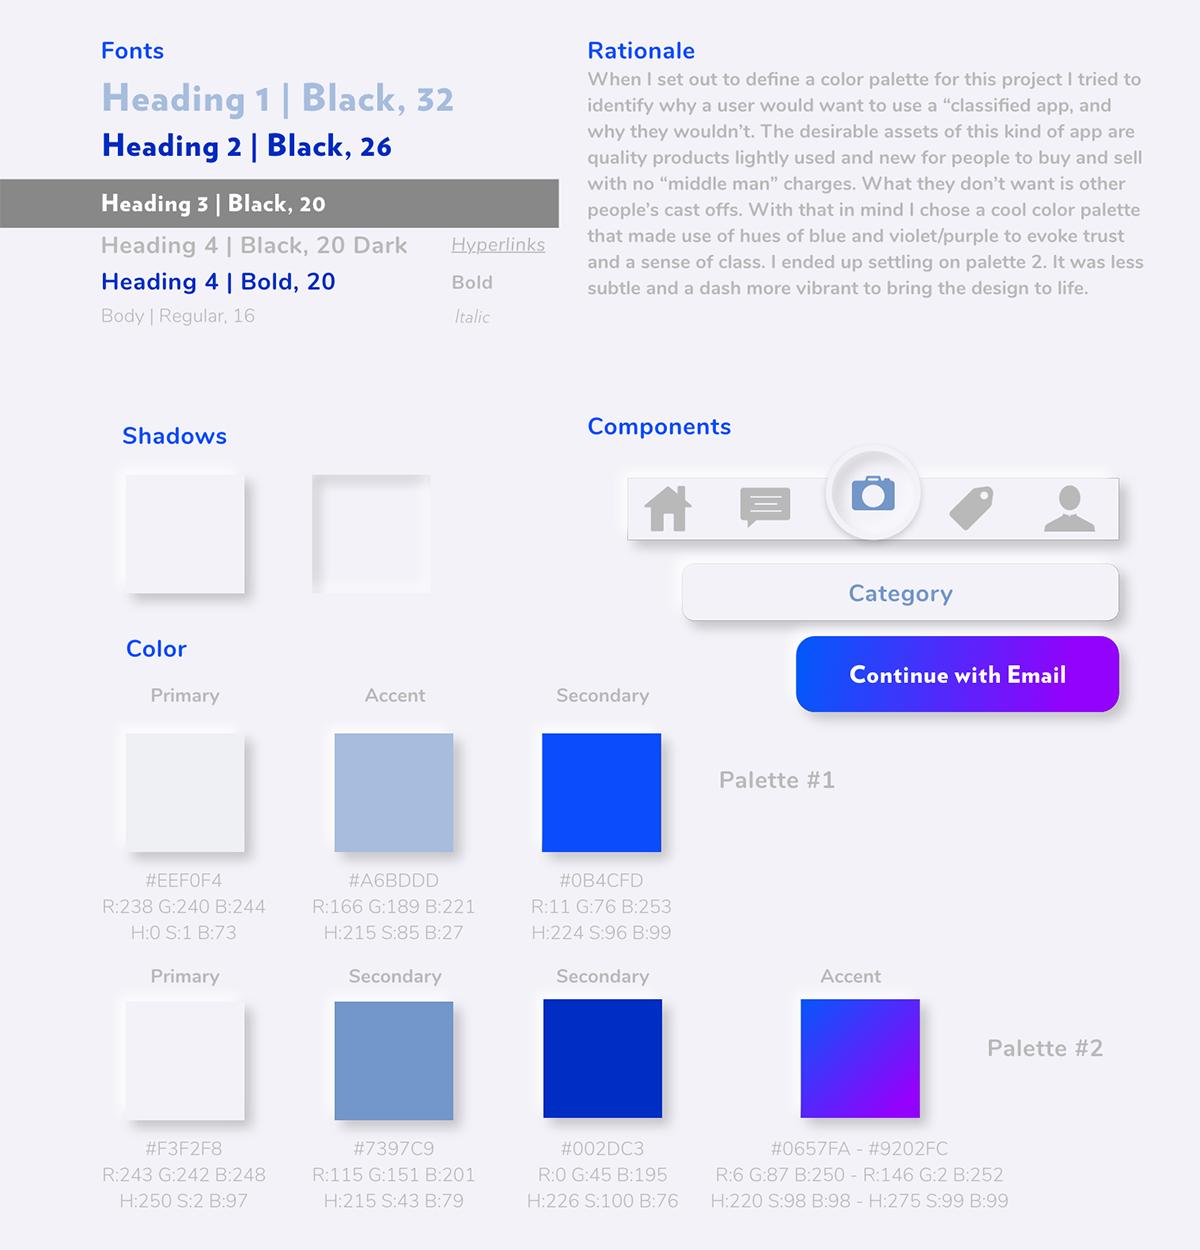 Fonts
Heading 1 | Black, 32
Heading 2 | Black, 26
Heading 3 | Black, 20
Heading 4 | Black, 20 Dark
Hyperlinks
Heading 4 | Bold, 20
Bold
Body | Regular, 16
Italic
Rationale
When I set out to define a color palette for this project I tried to
identify why a user would want to use a “classified app, and
why they wouldn’t. The desirable assets of this kind of app are
quality products lightly used and new for people to buy and sell
with no “middle man” charges. What they don’t want is other
people’s cast offs. With that in mind I chose a cool color palette
that made use of hues of blue and violet/purple to evoke trust
and a sense of class. I ended up settling on palette 2. It was less
subtle and a dash more vibrant to bring the design to life.
Shadows
Components
Category
Continue with Email
Color
Primary
Accent
Secondary
Palette #1
#EEF0F4
#A6BDDD
#0B4CFD
R:238 G:240 B:244
R:166 G:189 B:221
R:11 G:76 B:253
H:0 S:1 B:73
H:215 S:85 B:27
H:224 S:96 B:99
Primary
Secondary
Secondary
Accent
Palette #2
#F3F2F8
#7397C9
#002DC3
#0657FA - #9202FC
R:243 G:242 B:248
R:115 G:151 B:201
R:0 G:45 B:195
R:6 G:87 B:250 - R:146 G:2 B:252
H:250 S:2 B:97
H:215 S:43 B:79
H:226 S:100 B:76
H:220 S:98 B:98 - H:275 S:99 B:99